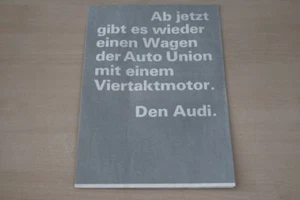 Ab jetzt
gibt es wieder
einen Wagen
der Auto Union
mit einem
Viertaktmotor.
Den Audi.